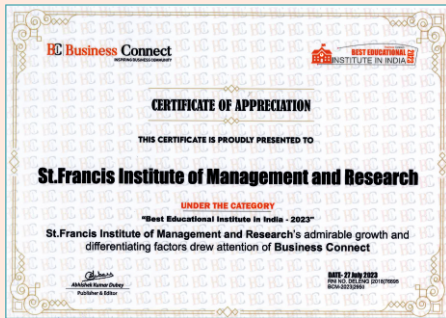 BC Business Connect
INSPIRING BUSINESS COMMUNITY
BEST EDUCATIONAL
INSTITUTE IN INDIA
2023
CERTIFICATE OF APPRECIATION
THIS CERTIFICATE IS PROUDLY PRESENTED TO
St.Francis Institute of Management and Research
UNDER THE CATEGORY
"Best Educational Institute in India - 2023"
St.Francis Institute of Management and Research's admirable growth and
differentiating factors drew attention of Business Connect
Abhishek Kumar Dubey
Publisher & Editor
DATE- 27 July 2023